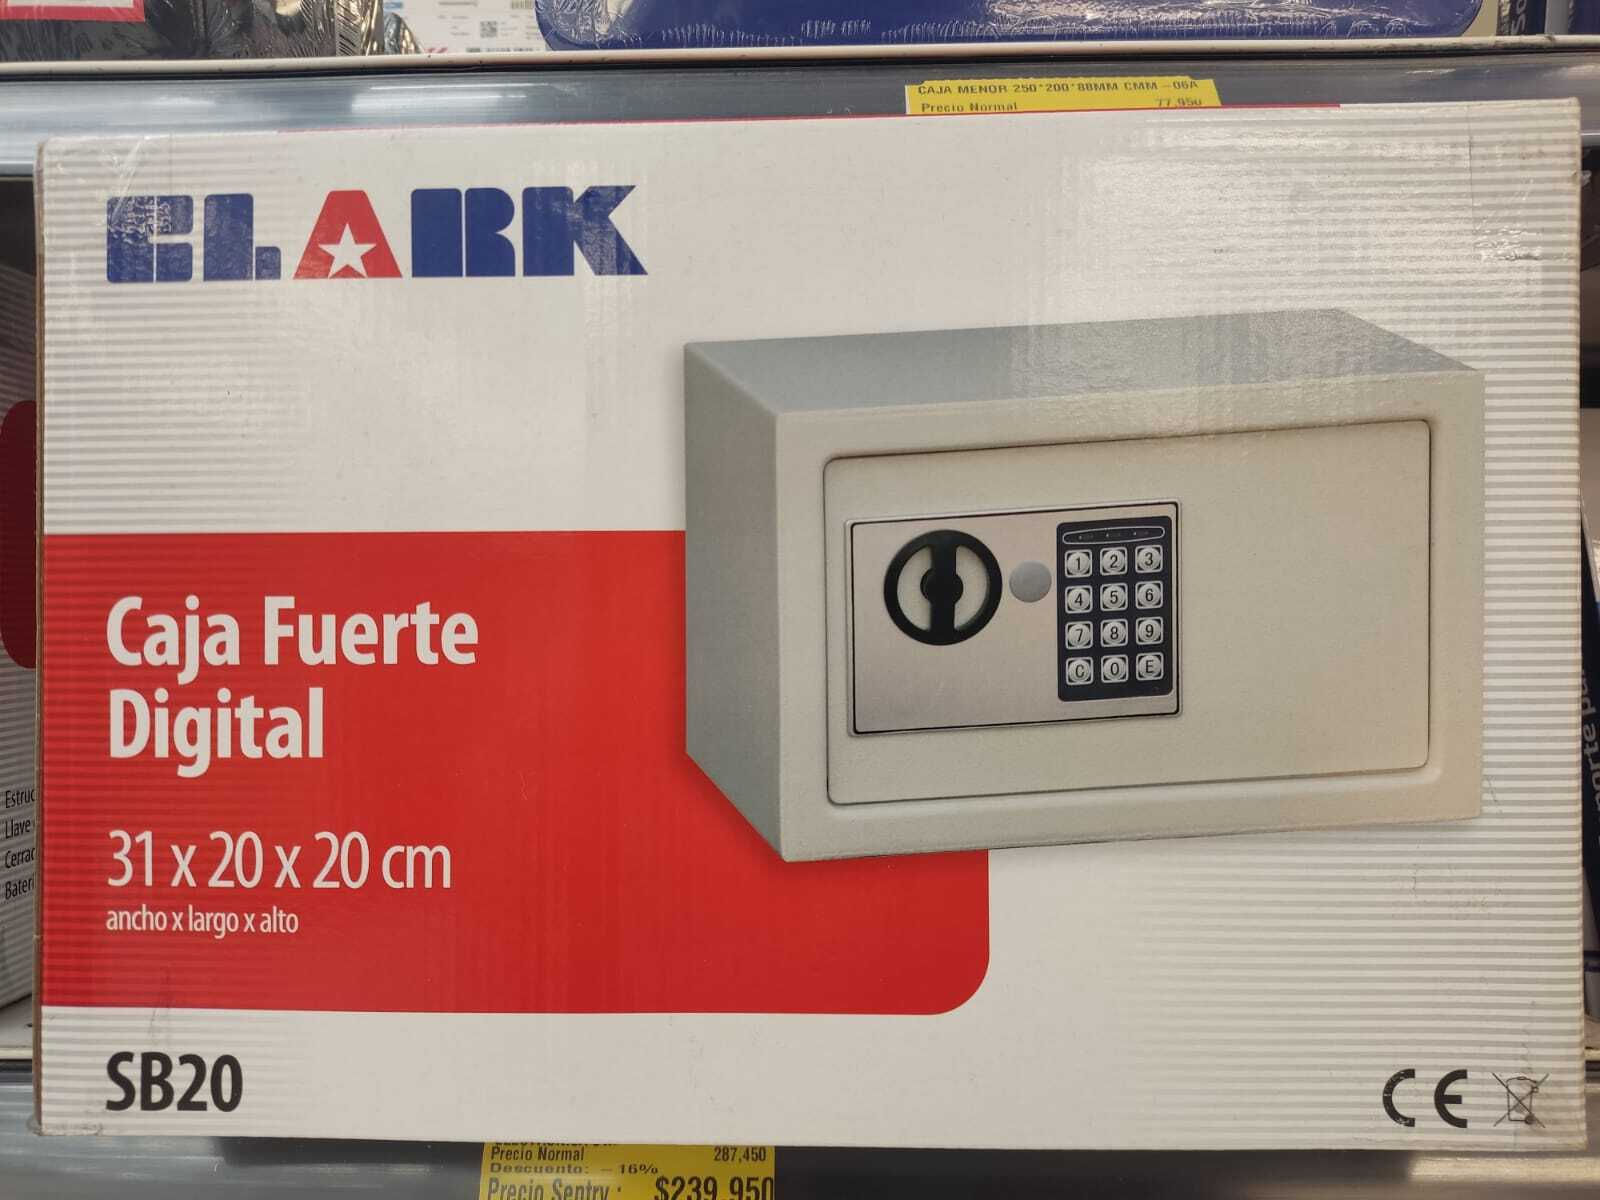 CAJA MENOR 250*200*88MM CMM -06A
Precio Normal 77,950
CLARK
1 2 3
4 5 6
7 8 9
C 0 E
Caja Fuerte
Digital
31 x 20 x 20 cm
ancho x largo x alto
SB20
CE
Llave
Precio Normal 287,450
Descuento: - 16%
Precio Sentry : $239,950